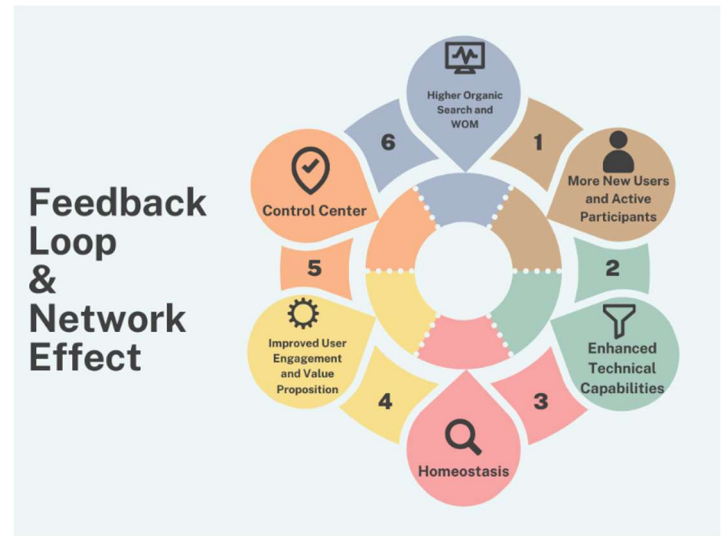 Feedback
Loop
&
Network
Effect
Higher Organic
Search and
WOM
1
More New Users
and Active
Participants
2
Enhanced
Technical
Capabilities
3
Homeostasis
4
Improved User
Engagement
and Value
Proposition
5
Control Center
6